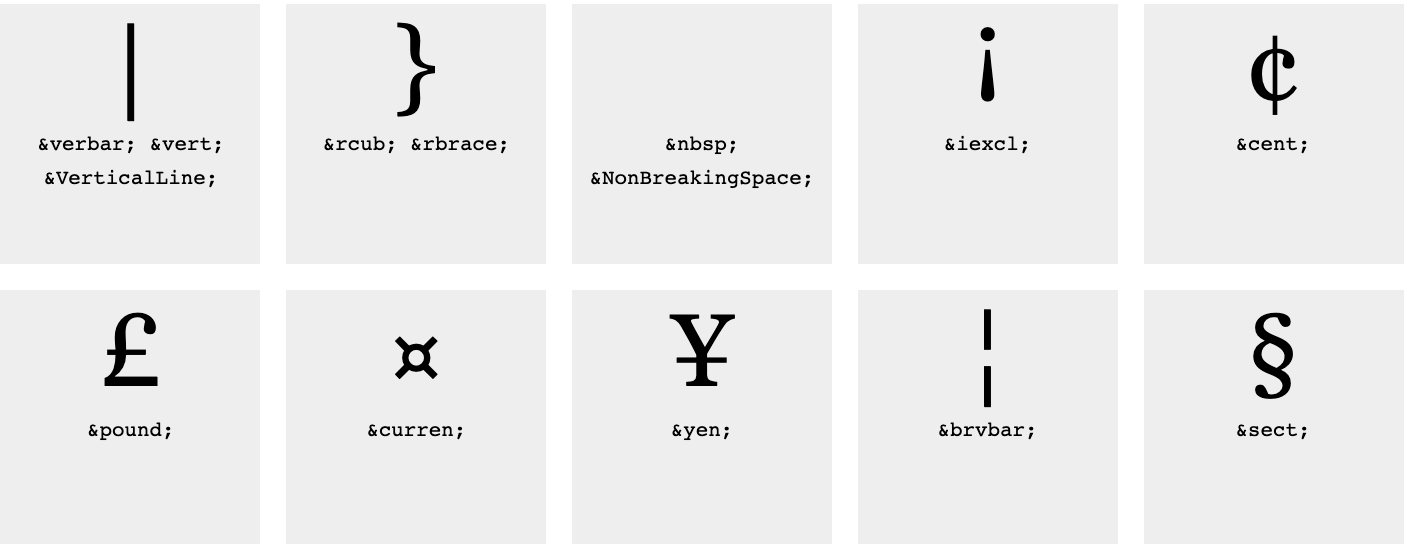 | } ¡ ¢
&verbar; &vert; &rcub; &rbrace; &nbsp; &iexcl; &cent;
&VerticalLine; &NonBreakingSpace;
£ ¤ ¥ ¦ §
&pound; &curren; &yen; &brvbar; &sect;